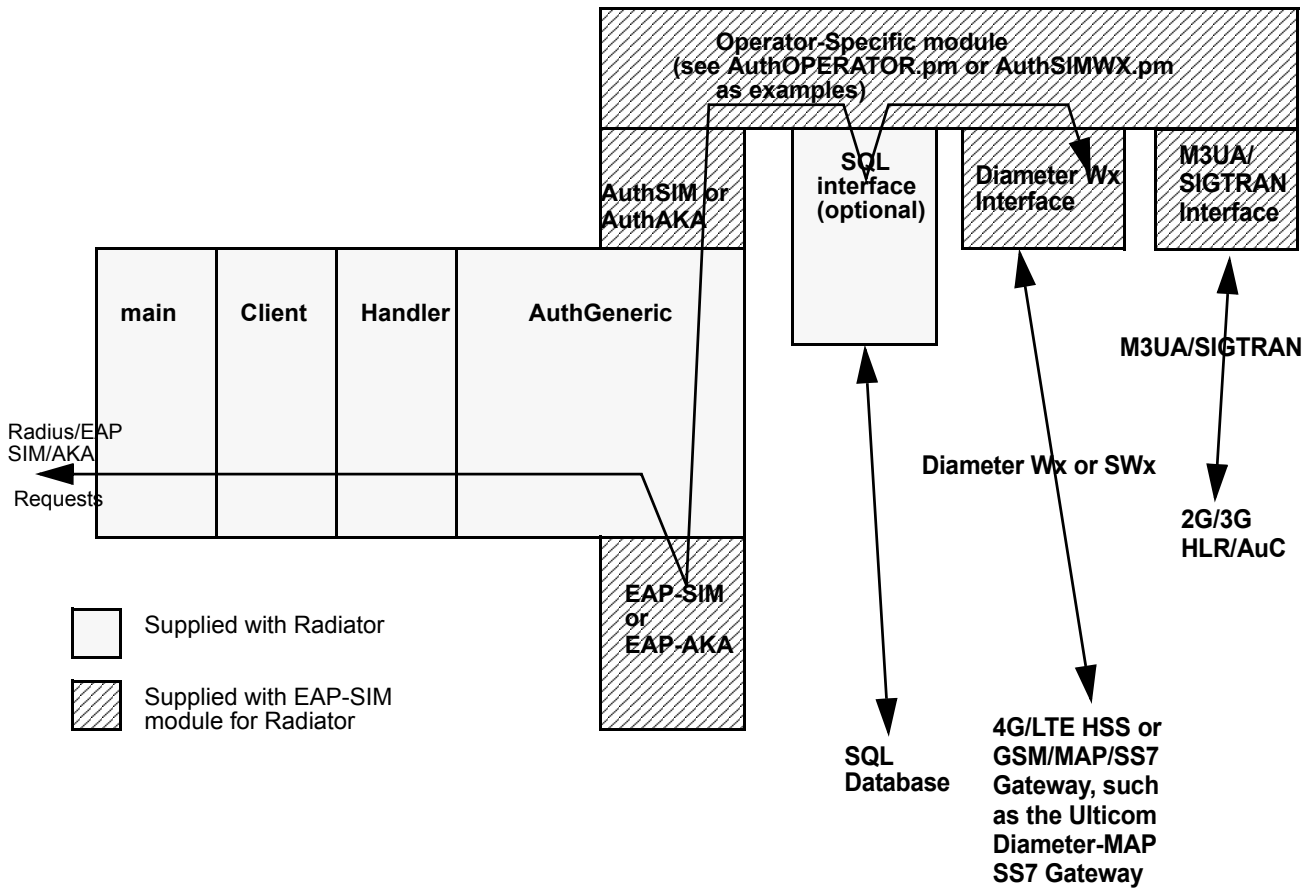 Operator-Specific module
(see AuthOPERATOR.pm or AuthSIMWX.pm
as examples)
AuthSIM or
AuthAKA
SQL
interface
(optional)
Diameter Wx
Interface
M3UA/
SIGTRAN
Interface
main
Client
Handler
AuthGeneric
M3UA/SIGTRAN
Radius/EAP
SIM/AKA
Requests
Diameter Wx or SWx
2G/3G
HLR/AuC
EAP-SIM
or
EAP-AKA
Supplied with Radiator
Supplied with EAP-SIM
module for Radiator
SQL
Database
4G/LTE HSS or
GSM/MAP/SS7
Gateway, such
as the Ulticom
Diameter-MAP
SS7 Gateway